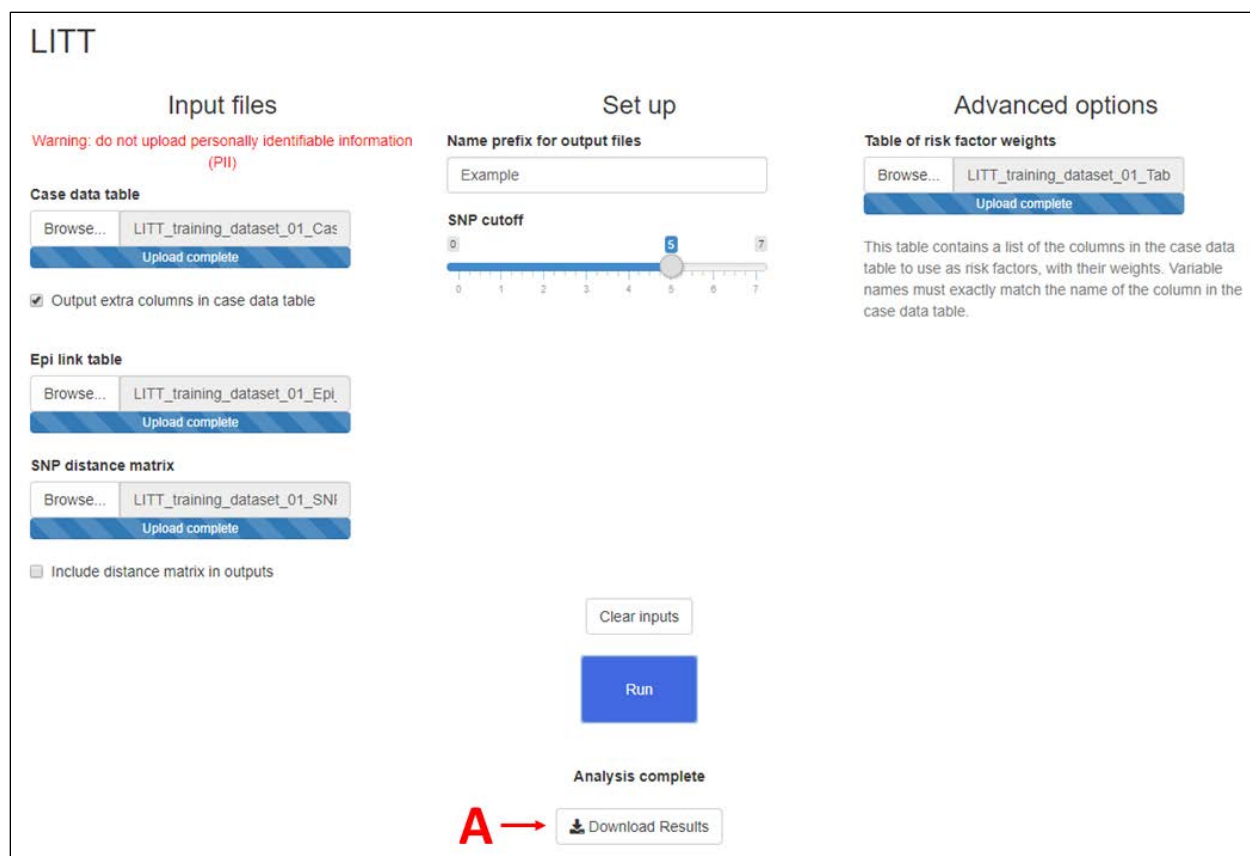 LITT
Input files
Warning: do not upload personally identifiable information
(PII)
Case data table
Browse... LITT_training_dataset_01_Cas
Upload complete
Output extra columns in case data table
Epi link table
Browse... LITT_training_dataset_01_Epi_
Upload complete
SNP distance matrix
Browse... LITT_training_dataset_01_SNI
Upload complete
Include distance matrix in outputs
Set up
Name prefix for output files
Example
SNP cutoff
0 5 7
0 1 2 3 4 5 6 7
Advanced options
Table of risk factor weights
Browse... LITT_training_dataset_01_Tab
Upload complete
This table contains a list of the columns in the case data
table to use as risk factors, with their weights. Variable
names must exactly match the name of the column in the
case data table.
Clear inputs
Run
Analysis complete
A Download Results